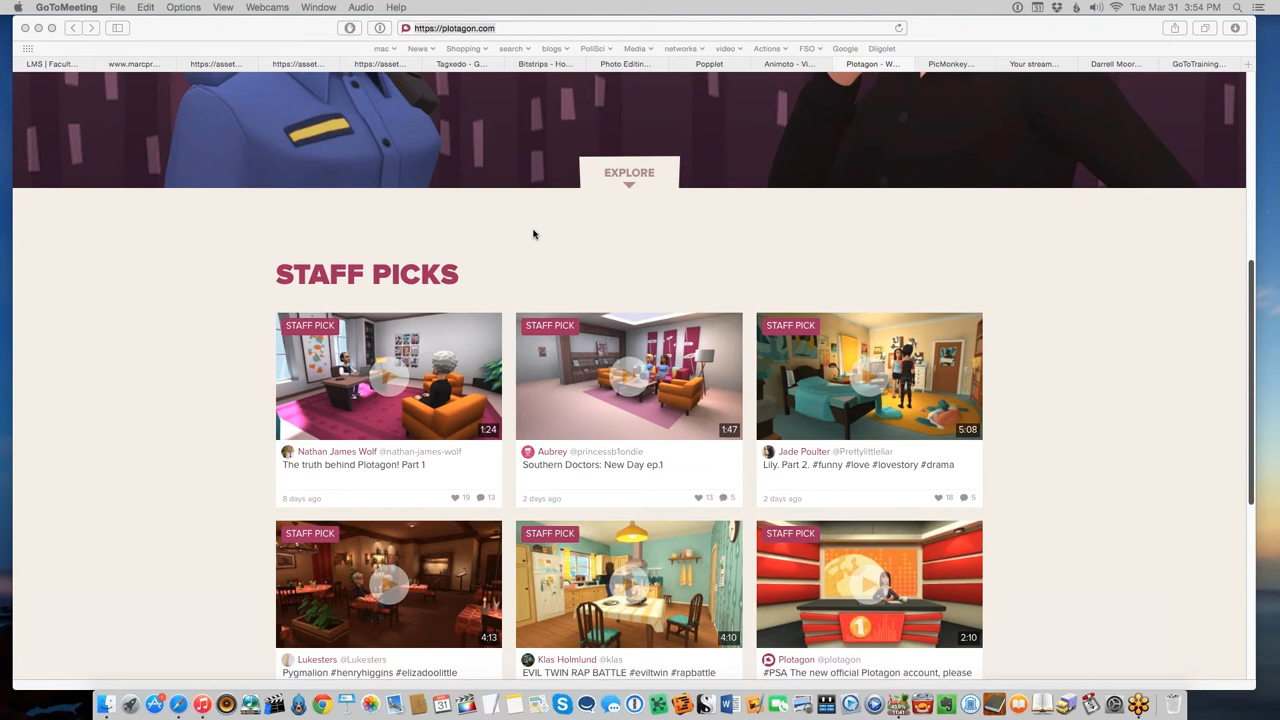 GoToMeeting File Edit Options View Webcams Window Audio Help Tue Mar 31 3:54 PM
https://plotagon.com
mac News Shopping search blogs PoliSci Media networks video Actions FSO Google Diigolet
LMS | Facult... www.marcpr... https://asset... https://asset... https://asset... Tagxedo - G... Bitstrips - Ho... Photo Editin... Popplet Animoto - Vi... Plotagon - W... PicMonkey... Your stream... Darrell Moor... GoToTraining...
EXPLORE
STAFF PICKS
STAFF PICK STAFF PICK STAFF PICK
1:24 1:47 5:08
Nathan James Wolf @nathan-james-wolf Aubrey @princessb1ondie Jade Poulter @Prettylittleliar
The truth behind Plotagon! Part 1 Southern Doctors: New Day ep.1 Lily. Part 2. #funny #love #lovestory #drama
8 days ago 19 13 2 days ago 13 5 2 days ago 18 5
STAFF PICK STAFF PICK STAFF PICK
1
4:13 4:10 2:10
Lukesters @Lukesters Klas Holmlund @klas Plotagon @plotagon
Pygmalion #henryhiggins #elizadoolittle EVIL TWIN RAP BATTLE #eviltwin #rapbattle #PSA The new official Plotagon account, please